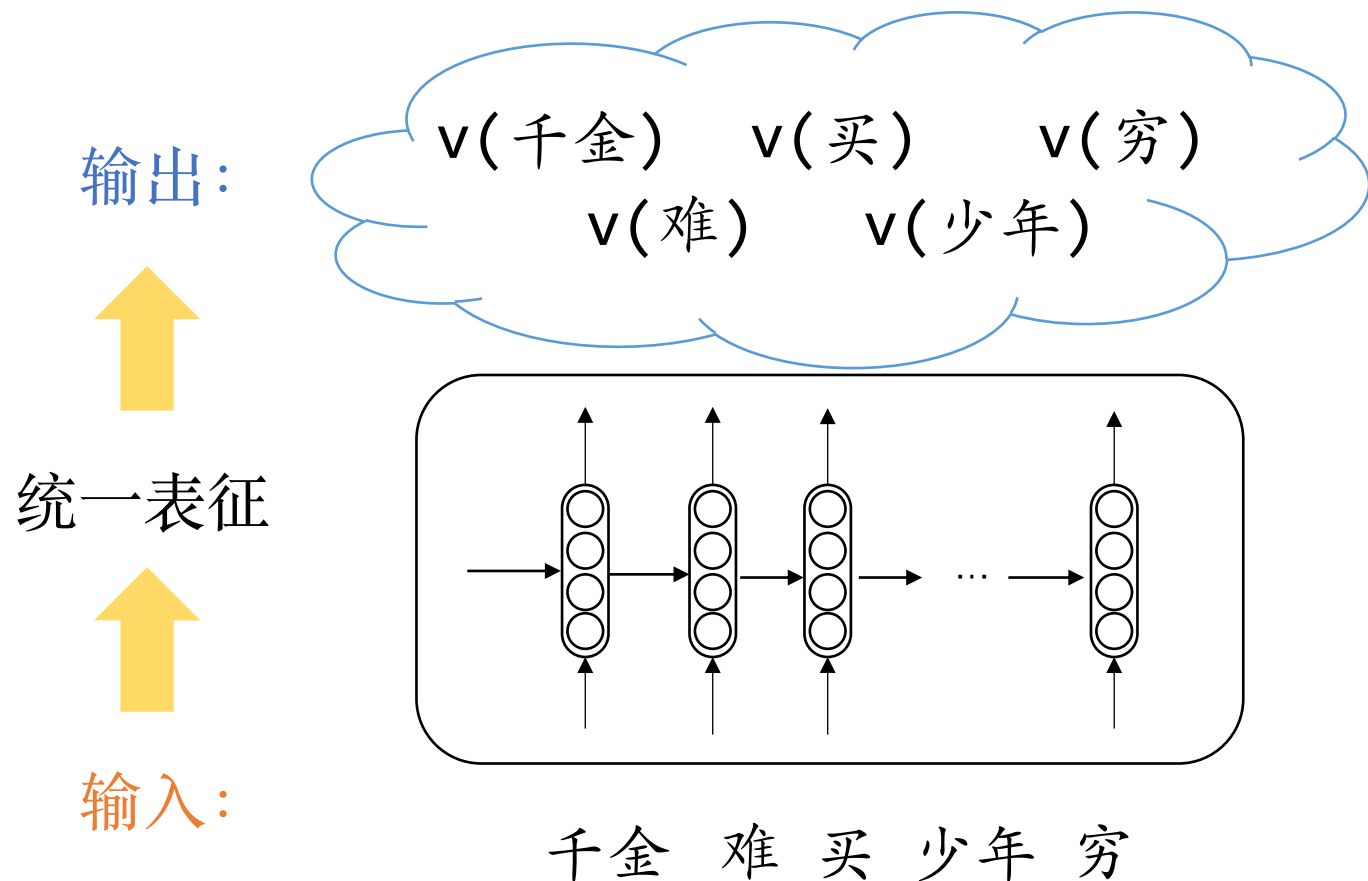 v(千金) v(买) v(穷)
输出:
v(难) v(少年)
统一表征
...
输入:
千金 难 买 少年 穷